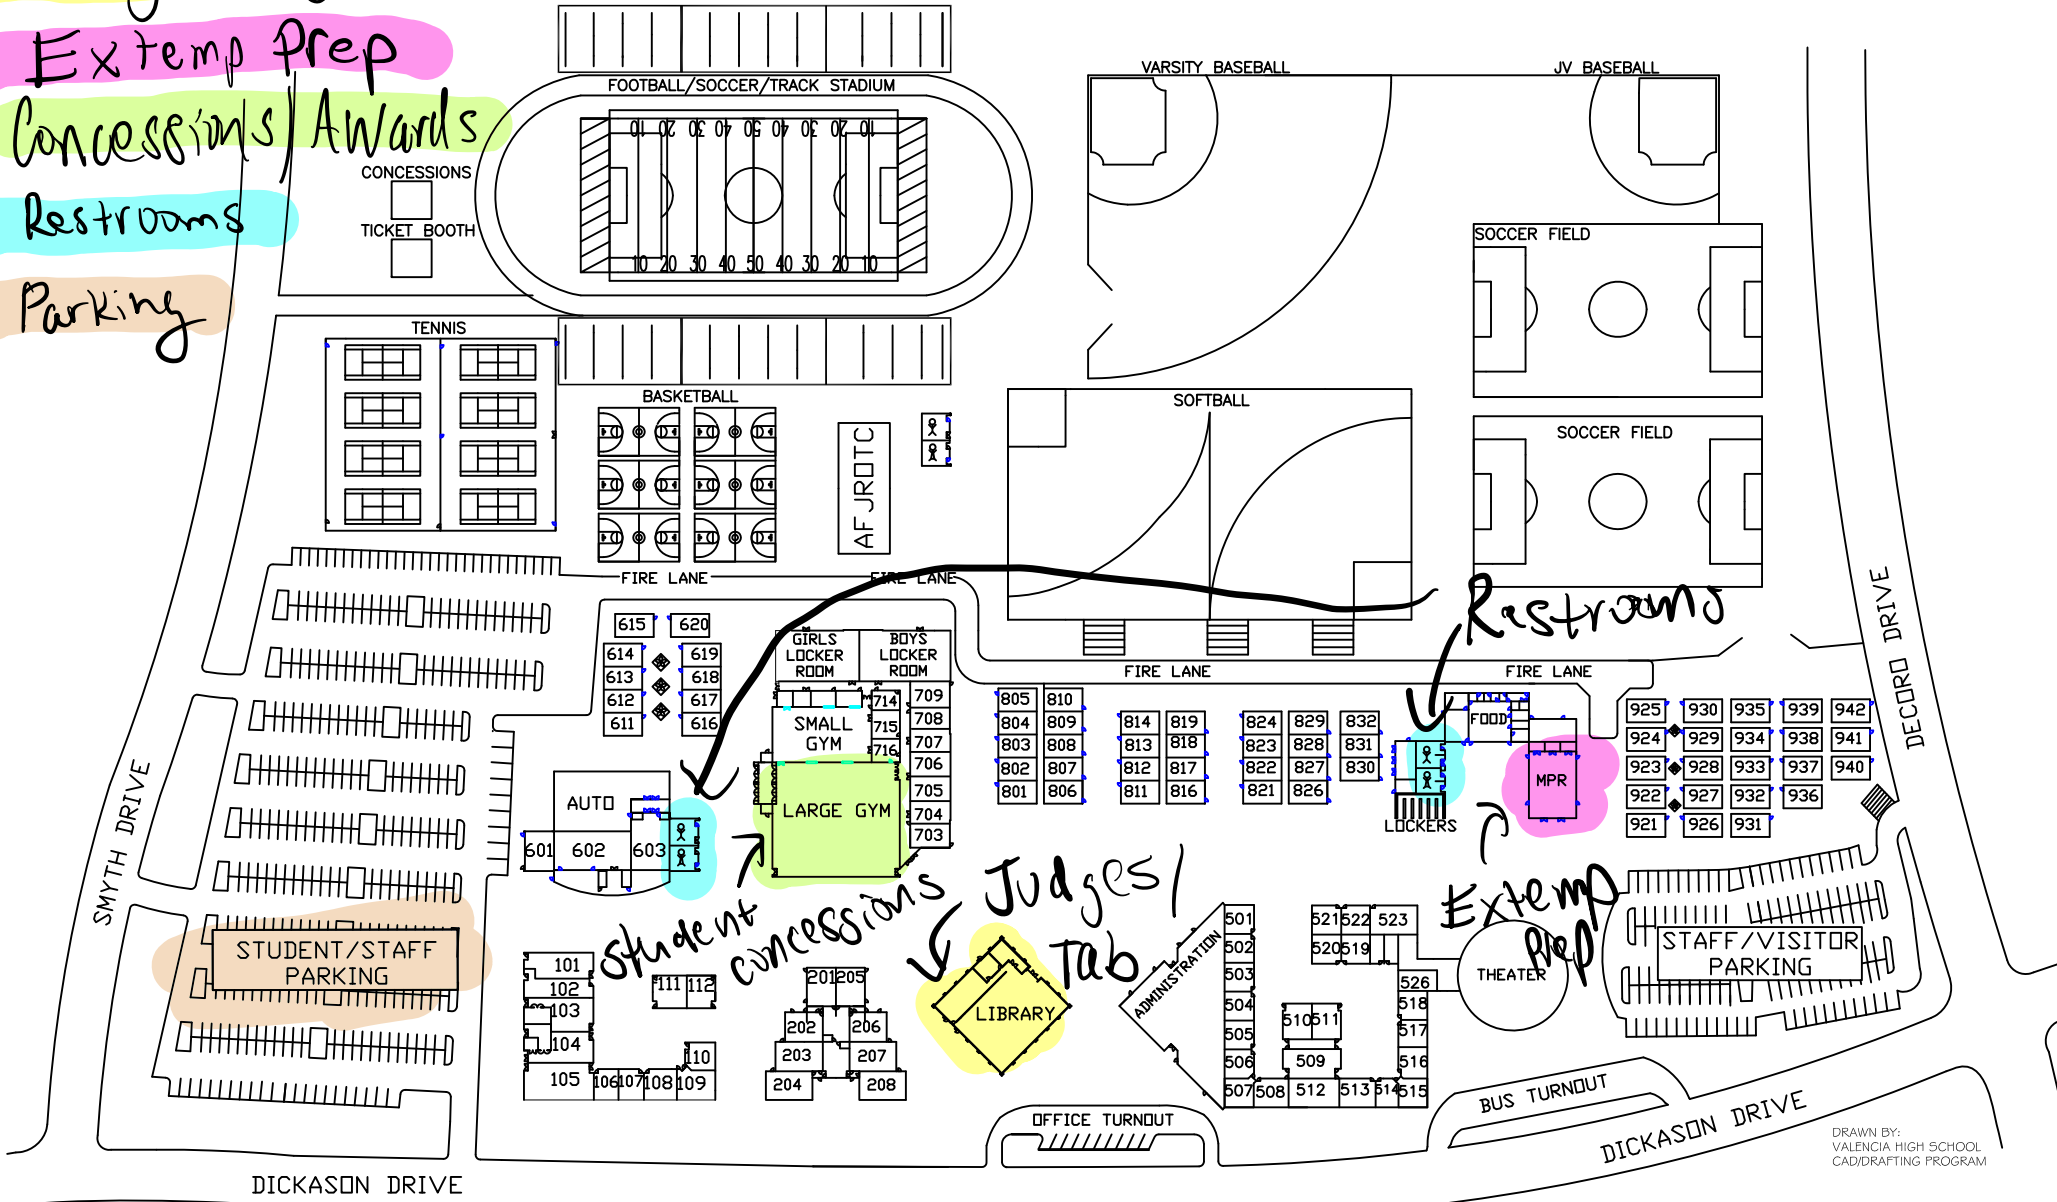 Extemp Prep
Concessions/Awards
Restrooms
Parking
CONCESSIONS
TICKET BOOTH
FOOTBALL/SOCCER/TRACK STADIUM
10 20 30 40 50 40 30 20 10
10 20 30 40 50 40 30 20 10
VARSITY BASEBALL
JV BASEBALL
SOCCER FIELD
SOCCER FIELD
TENNIS
BASKETBALL
AFJROTC
SOFTBALL
FIRE LANE
FIRE LANE
FIRE LANE
FIRE LANE
Restrooms
DECORO DRIVE
SMYTH DRIVE
615 620
614 619
613 618
612 617
611 616
GIRLS
LOCKER
ROOM
BOYS
LOCKER
ROOM
714
715
716
709
708
707
706
705
704
703
SMALL
GYM
LARGE GYM
AUTO
601 602 603
805 810
804 809
803 808
802 807
801 806
814 819
813 818
812 817
811 816
824 829
823 828
822 827
821 826
832
831
830
FOOD
MPR
LOCKERS
925 930 935 939 942
924 929 934 938 941
923 928 933 937 940
922 927 932 936
921 926 931
student
concessions
Judges/
Tab
Extemp
Prep
STUDENT/STAFF
PARKING
STAFF/VISITOR
PARKING
THEATER
LIBRARY
ADMINISTRATION
101
102
103
104
105
106 107 108 109
110
111 112
201 205
202 206
203 207
204 208
501
502
503
504
505
506
507 508 512 513 514 515
509
510 511
521 522 523
520 519
526
518
517
516
OFFICE TURNOUT
BUS TURNOUT
DICKASON DRIVE
DICKASON DRIVE
DRAWN BY:
VALENCIA HIGH SCHOOL
CAD/DRAFTING PROGRAM